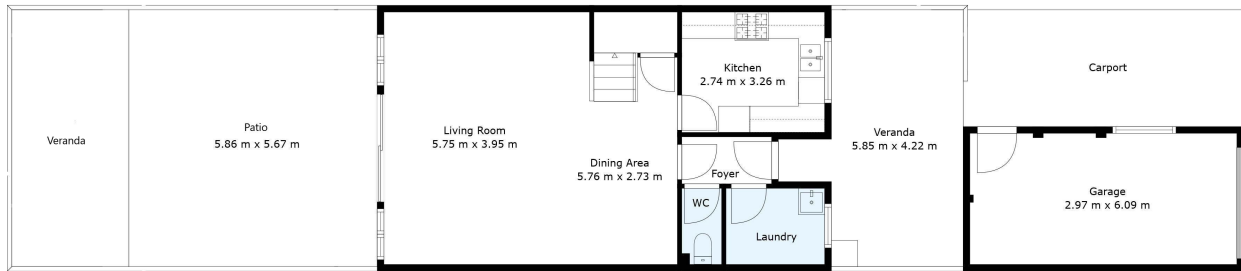 Veranda
Patio
5.86 m x 5.67 m
Living Room
5.75 m x 3.95 m
Dining Area
5.76 m x 2.73 m
Kitchen
2.74 m x 3.26 m
Foyer
WC
Laundry
Veranda
5.85 m x 4.22 m
Carport
Garage
2.97 m x 6.09 m